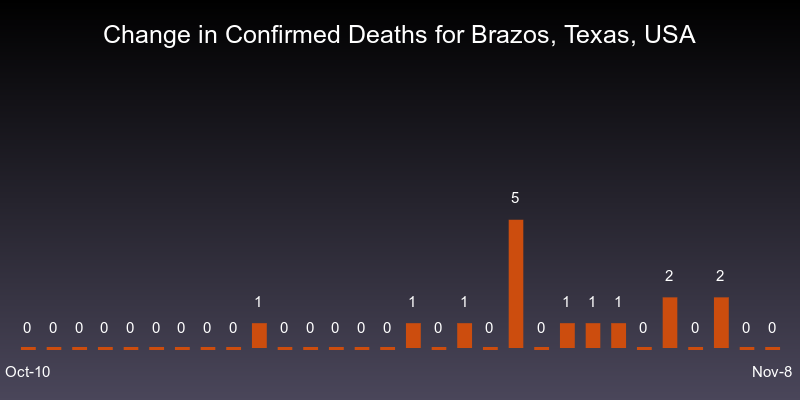 Change in Confirmed Deaths for Brazos, Texas, USA
5
2 2
1 1 1 1 1 1
0 0 0 0 0 0 0 0 0 0 0 0 0 0 0 0 0 0 0 0 0
Oct-10 Nov-8